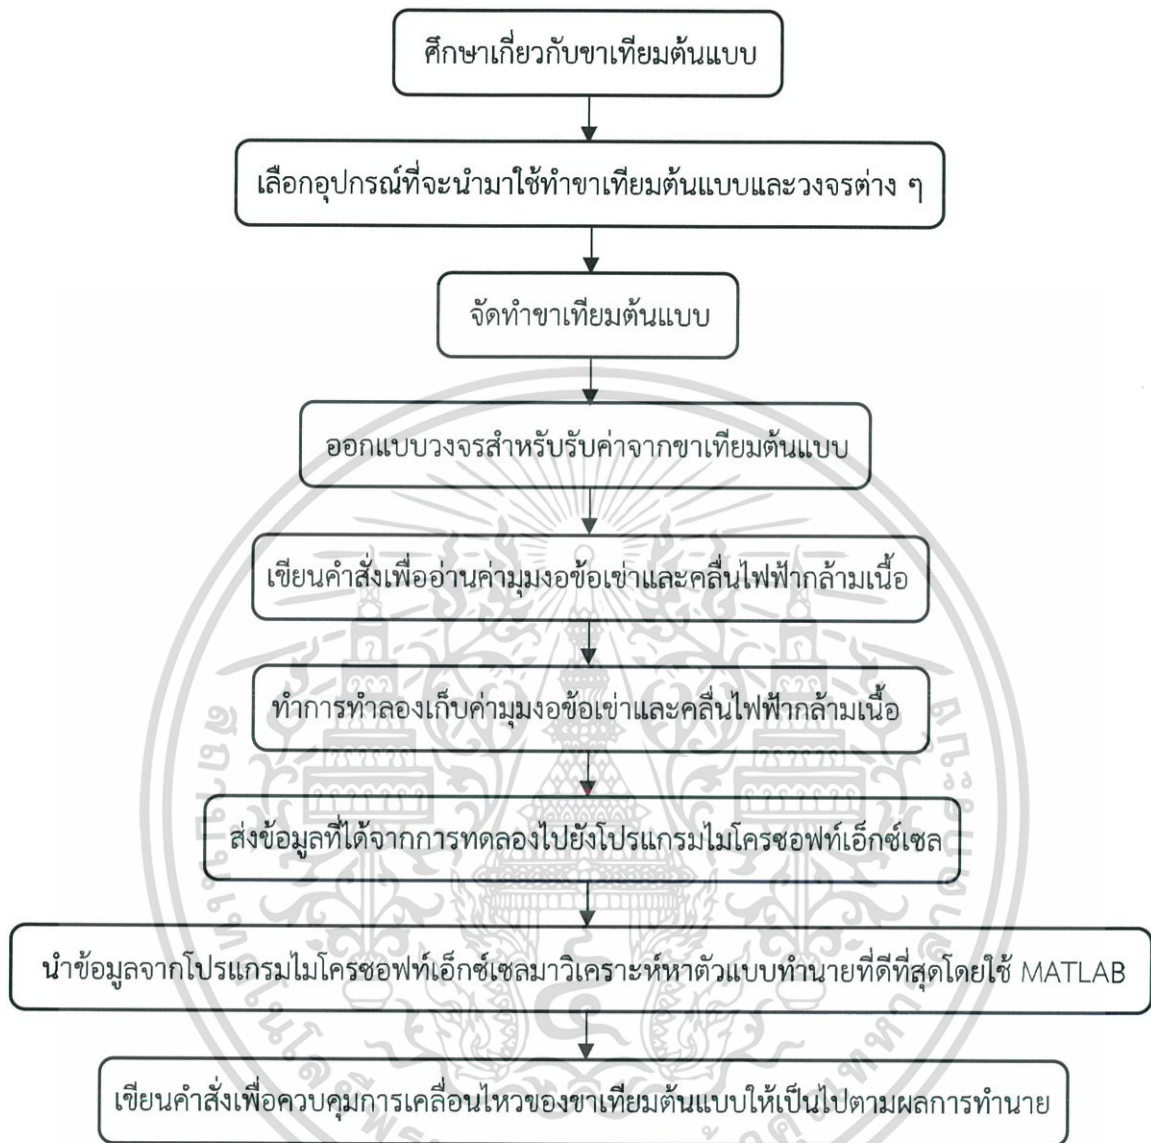 ศึกษาเกี่ยวกับขาเทียมต้นแบบ
เลือกอุปกรณ์ที่จะนำมาใช้ทำขาเทียมต้นแบบและวงจรต่าง ๆ
จัดทำขาเทียมต้นแบบ
ออกแบบวงจรสำหรับรับค่าจากขาเทียมต้นแบบ
เขียนคำสั่งเพื่ออ่านค่ามุมงอข้อเข่าและคลื่นไฟฟ้ากล้ามเนื้อ
ทำการทำลองเก็บค่ามุมงอข้อเข่าและคลื่นไฟฟ้ากล้ามเนื้อ
ส่งข้อมูลที่ได้จากการทดลองไปยังโปรแกรมไมโครซอฟท์เอ็กซ์เซล
นำข้อมูลจากโปรแกรมไมโครซอฟท์เอ็กซ์เซลมาวิเคราะห์หาตัวแบบทำนายที่ดีที่สุดโดยใช้ MATLAB
เขียนคำสั่งเพื่อควบคุมการเคลื่อนไหวของขาเทียมต้นแบบให้เป็นไปตามผลการทำนาย